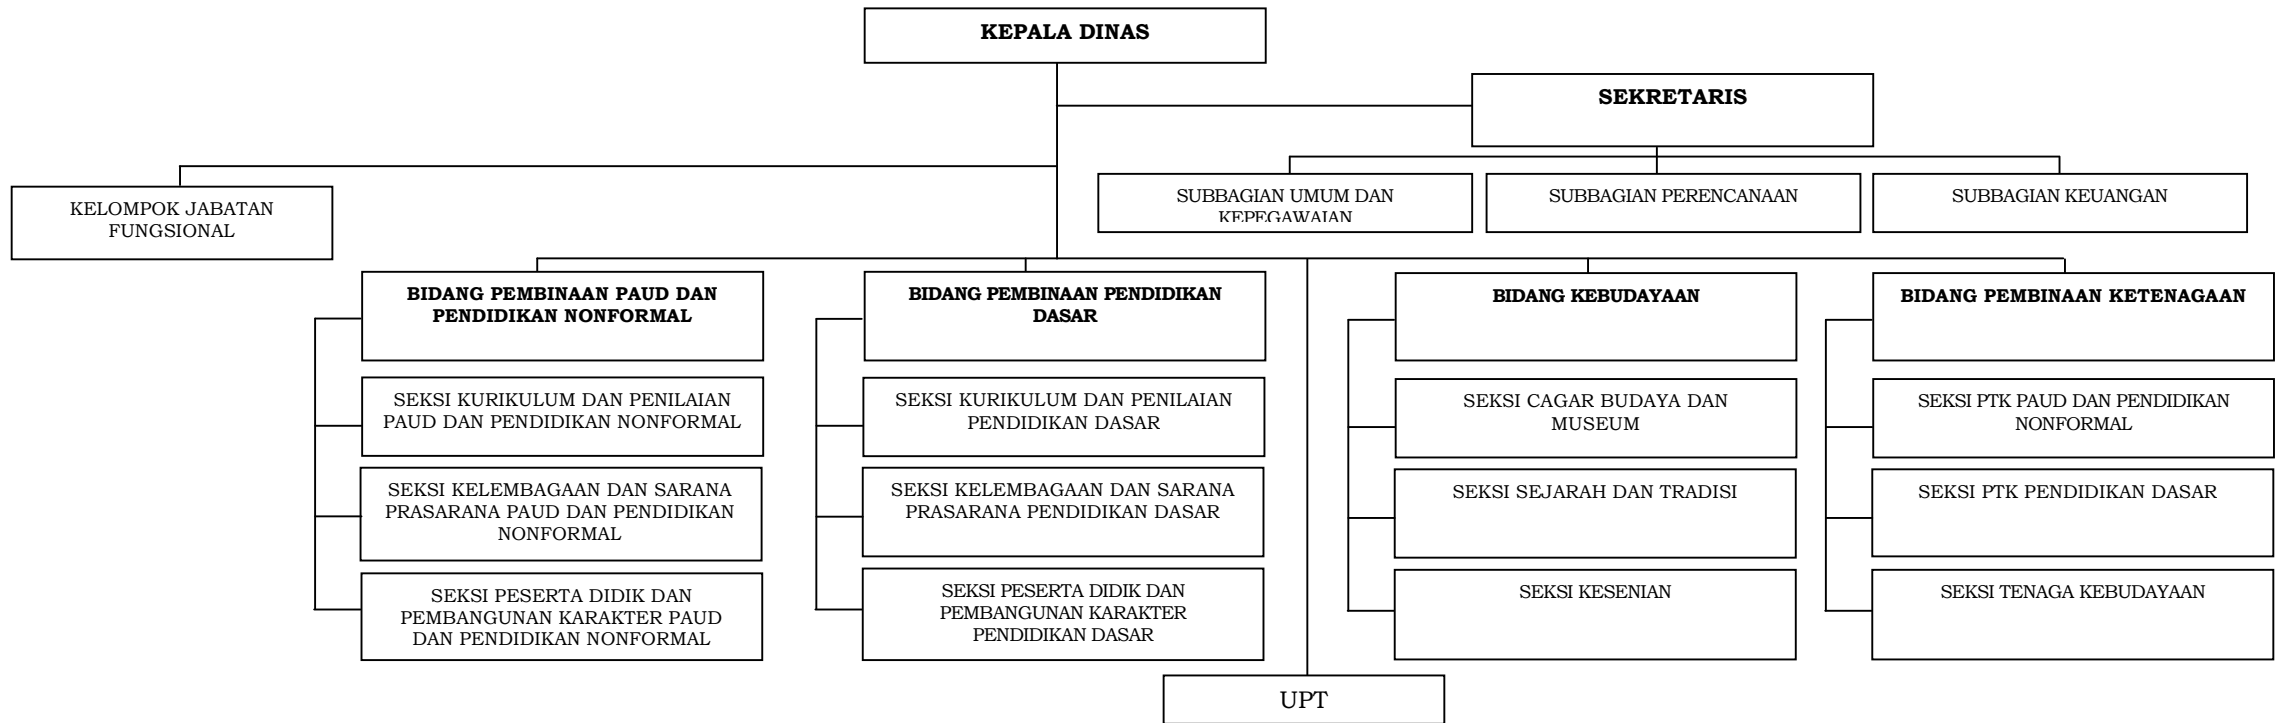 KEPALA DINAS
SEKRETARIS
SUBBAGIAN UMUM DAN
KEPEGAWAIAN
SUBBAGIAN PERENCANAAN
SUBBAGIAN KEUANGAN
KELOMPOK JABATAN
FUNGSIONAL
BIDANG PEMBINAAN PAUD DAN
PENDIDIKAN NONFORMAL
SEKSI KURIKULUM DAN PENILAIAN
PAUD DAN PENDIDIKAN NONFORMAL
SEKSI KELEMBAGAAN DAN SARANA
PRASARANA PAUD DAN PENDIDIKAN
NONFORMAL
SEKSI PESERTA DIDIK DAN
PEMBANGUNAN KARAKTER PAUD
DAN PENDIDIKAN NONFORMAL
BIDANG PEMBINAAN PENDIDIKAN
DASAR
SEKSI KURIKULUM DAN PENILAIAN
PENDIDIKAN DASAR
SEKSI KELEMBAGAAN DAN SARANA
PRASARANA PENDIDIKAN DASAR
SEKSI PESERTA DIDIK DAN
PEMBANGUNAN KARAKTER
PENDIDIKAN DASAR
BIDANG KEBUDAYAAN
SEKSI CAGAR BUDAYA DAN
MUSEUM
SEKSI SEJARAH DAN TRADISI
SEKSI KESENIAN
BIDANG PEMBINAAN KETENAGAAN
SEKSI PTK PAUD DAN PENDIDIKAN
NONFORMAL
SEKSI PTK PENDIDIKAN DASAR
SEKSI TENAGA KEBUDAYAAN
UPT